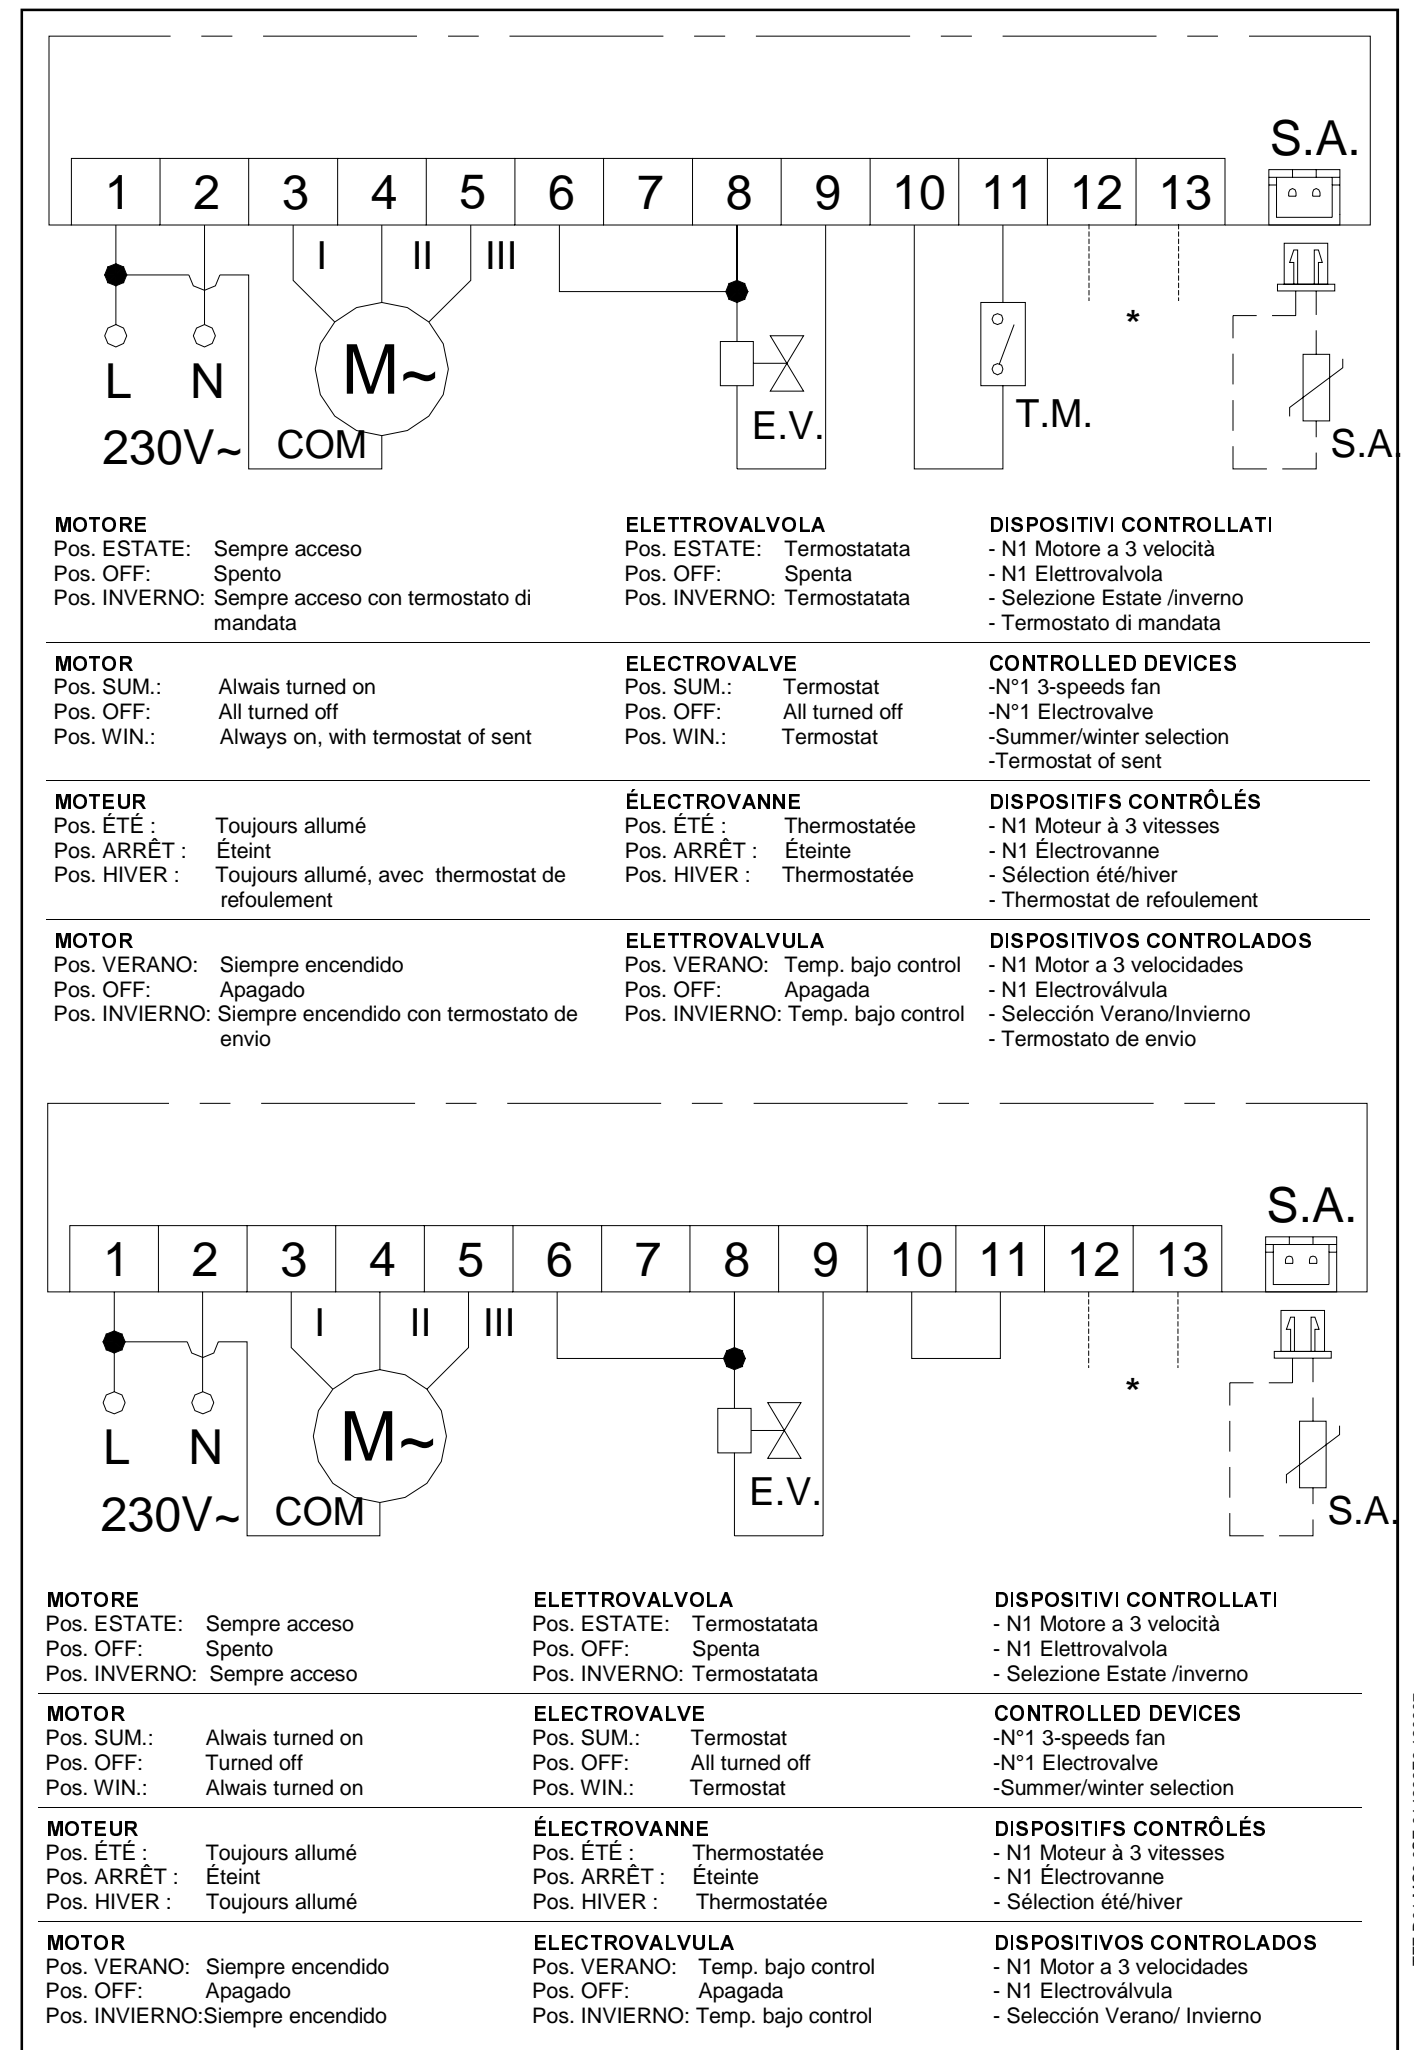 S.A.
1 2 3 4 5 6 7 8 9 10 11 12 13
I II III
*
L N M~
T.M.
E.V.
230V~ COM S.A.
MOTORE ELETTROVALVOLA DISPOSITIVI CONTROLLATI
Pos. ESTATE: Sempre acceso Pos. ESTATE: Termostatata - N1 Motore a 3 velocità
Pos. OFF: Spento Pos. OFF: Spenta - N1 Elettrovalvola
Pos. INVERNO: Sempre acceso con termostato di Pos. INVERNO: Termostatata - Selezione Estate /inverno
mandata - Termostato di mandata
MOTOR ELECTROVALVE CONTROLLED DEVICES
Pos. SUM.: Alwais turned on Pos. SUM.: Termostat -N°1 3-speeds fan
Pos. OFF: All turned off Pos. OFF: All turned off -N°1 Electrovalve
Pos. WIN.: Always on, with termostat of sent Pos. WIN.: Termostat -Summer/winter selection
-Termostat of sent
MOTEUR ÉLECTROVANNE DISPOSITIFS CONTRÔLÉS
Pos. ÉTÉ : Toujours allumé Pos. ÉTÉ : Thermostatée - N1 Moteur à 3 vitesses
Pos. ARRÊT : Éteint Pos. ARRÊT : Éteinte - N1 Électrovanne
Pos. HIVER : Toujours allumé, avec thermostat de Pos. HIVER : Thermostatée - Sélection été/hiver
refoulement - Thermostat de refoulement
MOTOR ELETTROVALVULA DISPOSITIVOS CONTROLADOS
Pos. VERANO: Siempre encendido Pos. VERANO: Temp. bajo control - N1 Motor a 3 velocidades
Pos. OFF: Apagado Pos. OFF: Apagada - N1 Electroválvula
Pos. INVIERNO: Siempre encendido con termostato de Pos. INVIERNO: Temp. bajo control - Selección Verano/Invierno
envio - Termostato de envio
S.A.
1 2 3 4 5 6 7 8 9 10 11 12 13
I II III
*
L N M~
E.V.
230V~ COM S.A.
MOTORE ELETTROVALVOLA DISPOSITIVI CONTROLLATI
Pos. ESTATE: Sempre acceso Pos. ESTATE: Termostatata - N1 Motore a 3 velocità
Pos. OFF: Spento Pos. OFF: Spenta - N1 Elettrovalvola
Pos. INVERNO: Sempre acceso Pos. INVERNO: Termostatata - Selezione Estate /inverno
MOTOR ELECTROVALVE CONTROLLED DEVICES
Pos. SUM.: Alwais turned on Pos. SUM.: Termostat -N°1 3-speeds fan
Pos. OFF: Turned off Pos. OFF: All turned off -N°1 Electrovalve
Pos. WIN.: Alwais turned on Pos. WIN.: Termostat -Summer/winter selection
MOTEUR ÉLECTROVANNE DISPOSITIFS CONTRÔLÉS
Pos. ÉTÉ : Toujours allumé Pos. ÉTÉ : Thermostatée - N1 Moteur à 3 vitesses
Pos. ARRÊT : Éteint Pos. ARRÊT : Éteinte - N1 Électrovanne
Pos. HIVER : Toujours allumé Pos. HIVER : Thermostatée - Sélection été/hiver
MOTOR ELECTROVALVULA DISPOSITIVOS CONTROLADOS
Pos. VERANO: Siempre encendido Pos. VERANO: Temp. bajo control - N1 Motor a 3 velocidades
Pos. OFF: Apagado Pos. OFF: Apagada - N1 Electroválvula
Pos. INVIERNO:Siempre encendido Pos. INVIERNO: Temp. bajo control - Selección Verano/ Invierno